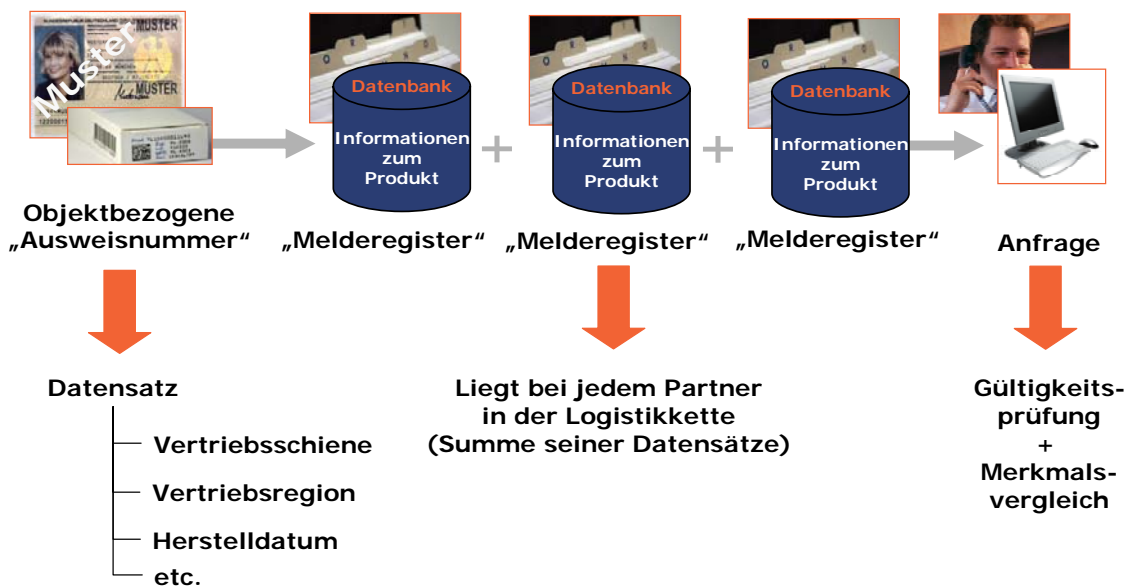 MUSTER
Muster
MUSTER
Datenbank
Informationen
zum
Produkt
+
Datenbank
Informationen
zum
Produkt
+
Datenbank
Informationen
zum
Produkt
Objektbezogene
„Ausweisnummer“
„Melderegister“
„Melderegister“
„Melderegister“
Anfrage
Datensatz
Vertriebsschiene
Vertriebsregion
Herstelldatum
etc.
Liegt bei jedem Partner
in der Logistikkette
(Summe seiner Datensätze)
Gültigkeits-
prüfung
+
Merkmals-
vergleich